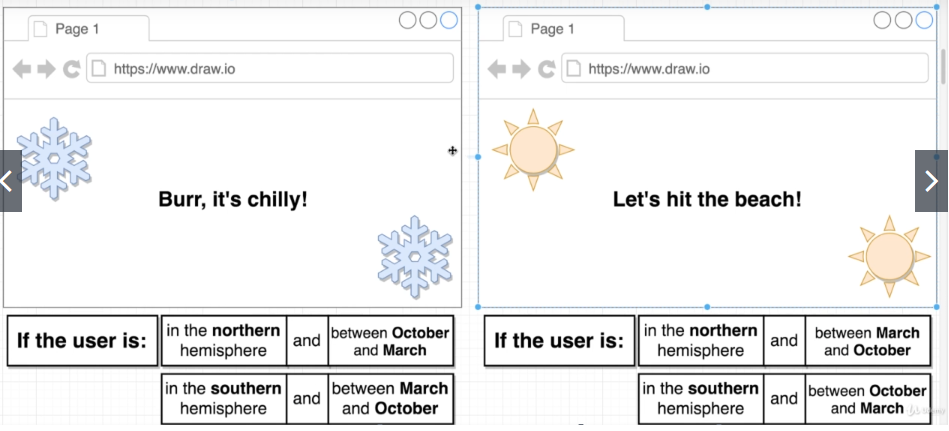 Page 1
https://www.draw.io
Burr, it's chilly!
If the user is:
in the northern
hemisphere
and
between October
and March
in the southern
hemisphere
and
between March
and October
Page 1
https://www.draw.io
Let's hit the beach!
If the user is:
in the northern
hemisphere
and
between March
and October
in the southern
hemisphere
and
between October
and March